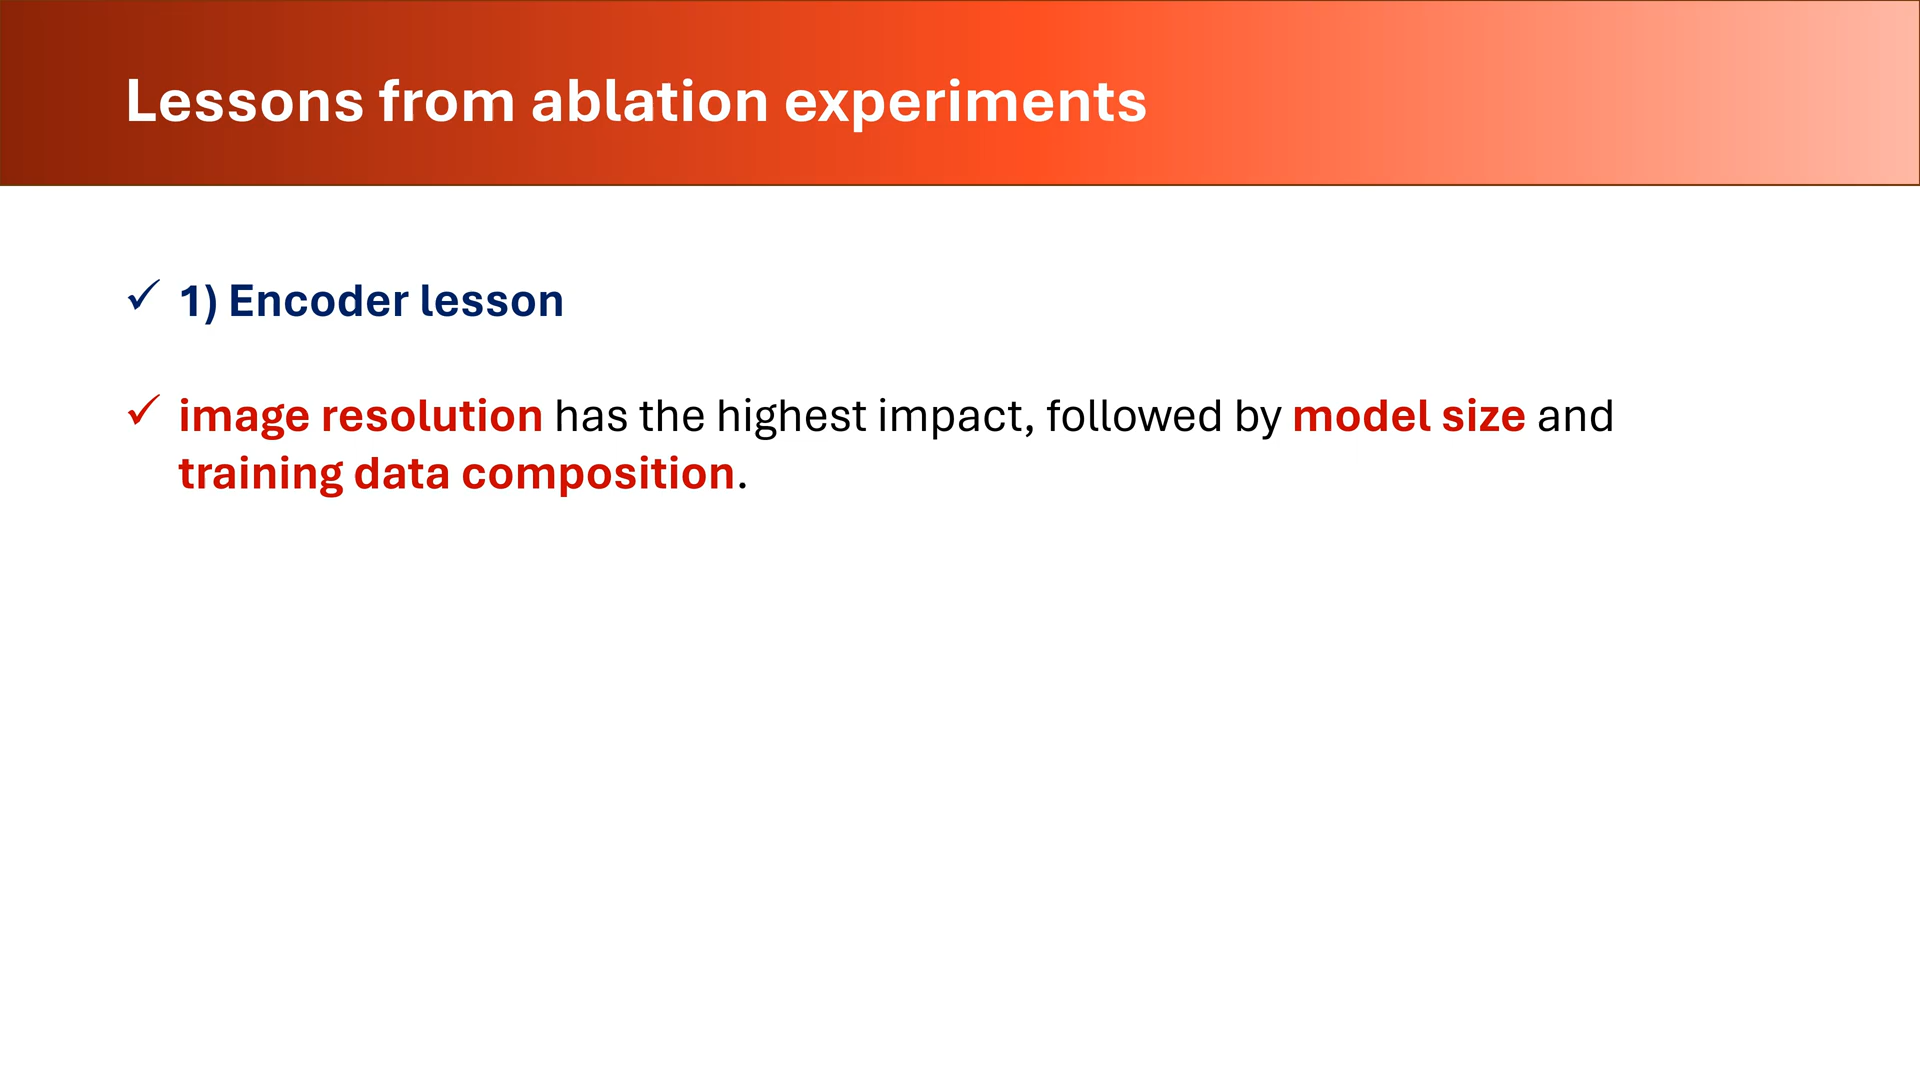 Lessons from ablation experiments
✓ 1) Encoder lesson
✓ image resolution has the highest impact, followed by model size and
training data composition.